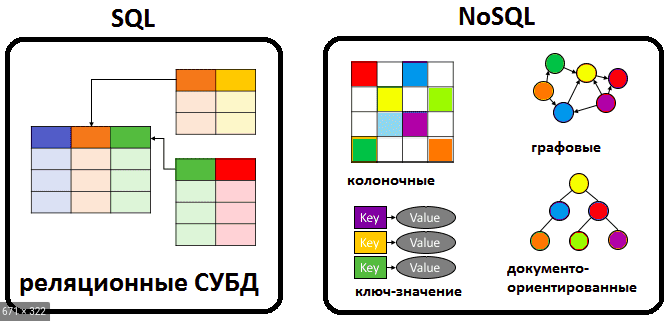 SQL
NoSQL
реляционные СУБД
колоночные
графовые
Key Value
Key Value
Key Value
ключ-значение
документо-
ориентированные
671 × 322